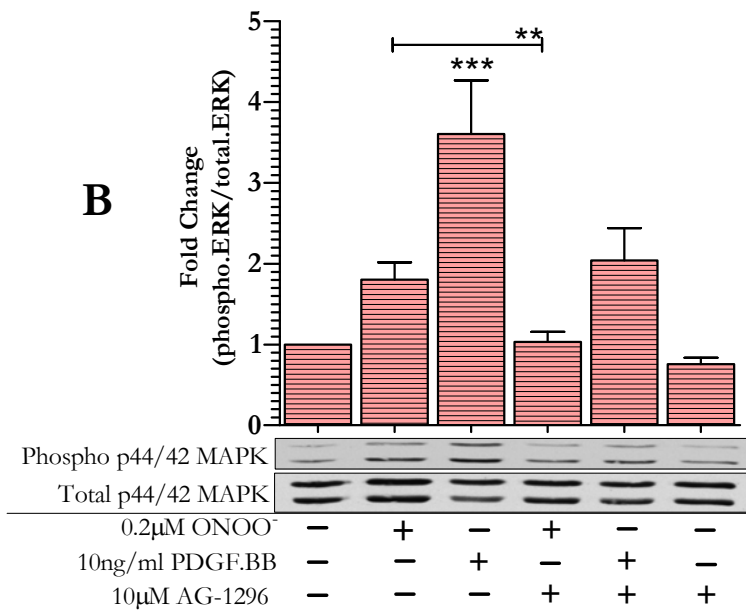 B
Fold Change
(phospho.ERK/total.ERK)
5
4
3
2
1
0
**
***
Phospho p44/42 MAPK
Total p44/42 MAPK
0.2µM ONOO⁻ − + − + − −
10ng/ml PDGF.BB − − + − + −
10µM AG-1296 − − − + + +